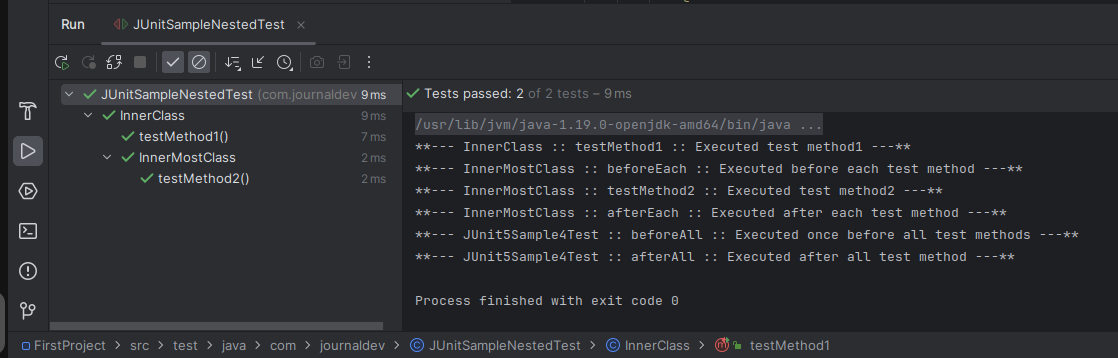 Run JUnitSampleNestedTest
JUnitSampleNestedTest (com.journaldev 9 ms
InnerClass 9 ms
testMethod1() 7 ms
InnerMostClass 2 ms
testMethod2() 2 ms
Tests passed: 2 of 2 tests – 9 ms
/usr/lib/jvm/java-1.19.0-openjdk-amd64/bin/java ...
**--- InnerClass :: testMethod1 :: Executed test method1 ---**
**--- InnerMostClass :: beforeEach :: Executed before each test method ---**
**--- InnerMostClass :: testMethod2 :: Executed test method2 ---**
**--- InnerMostClass :: afterEach :: Executed after each test method ---**
**--- JUnit5Sample4Test :: beforeAll :: Executed once before all test methods ---**
**--- JUnit5Sample4Test :: afterAll :: Executed after all test method ---**
Process finished with exit code 0
FirstProject > src > test > java > com > journaldev > JUnitSampleNestedTest > InnerClass > testMethod1